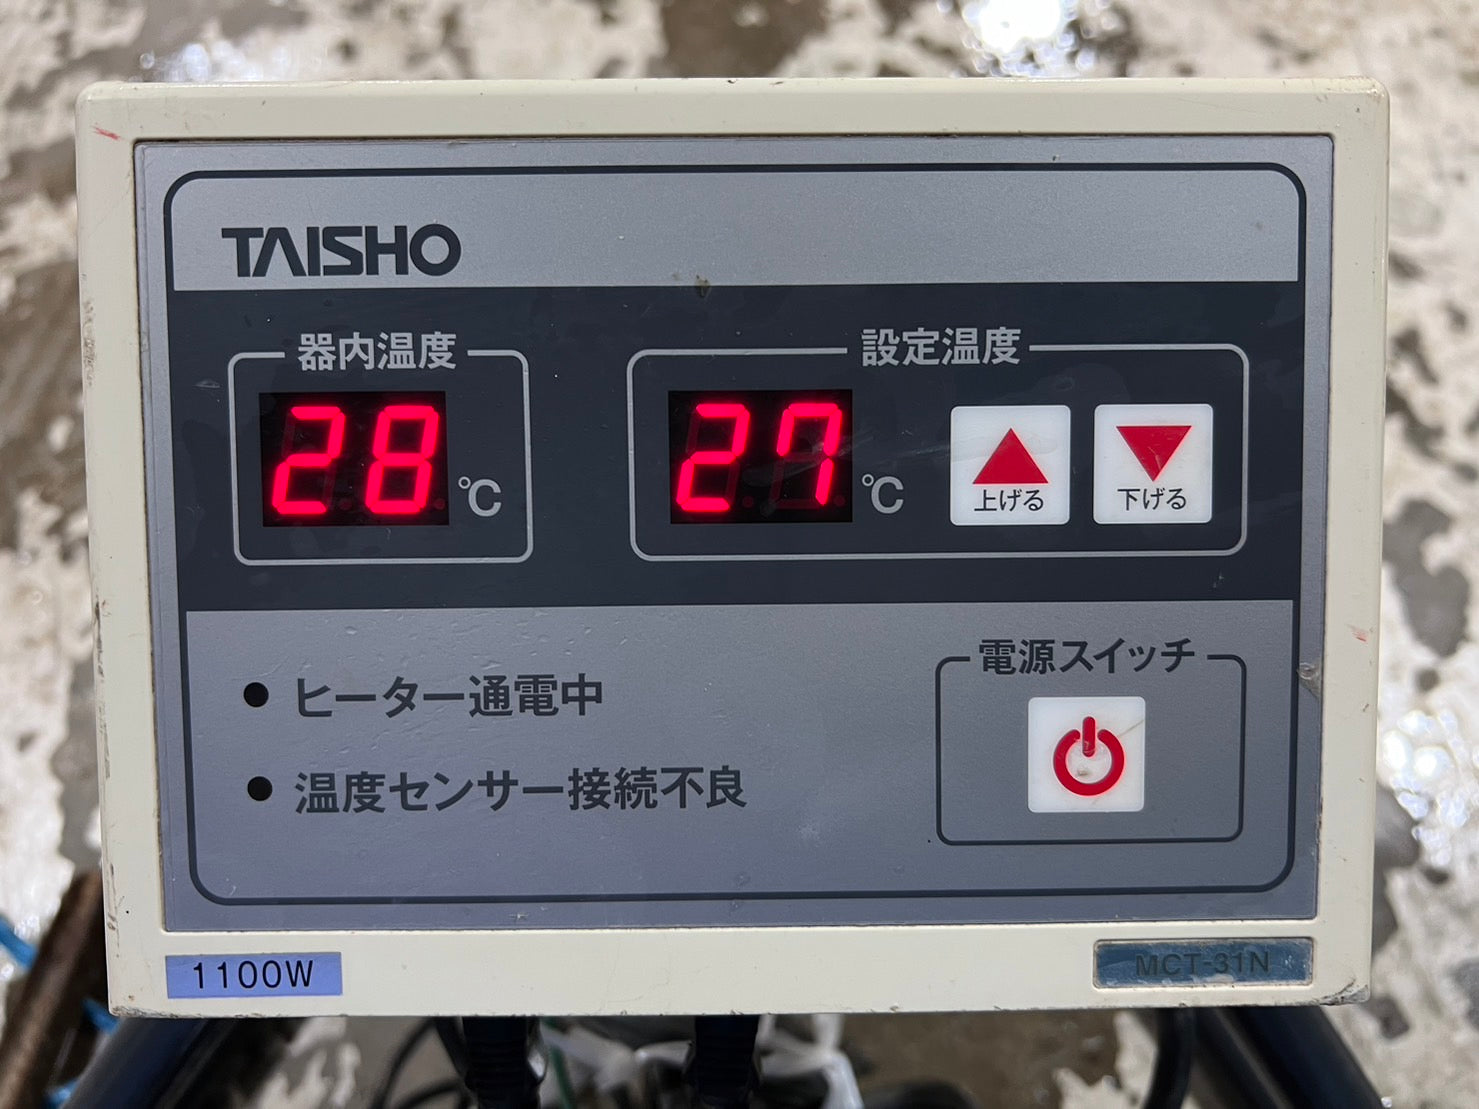 TAISHO
器内温度
設定温度
28 ℃
27 ℃
上げる
下げる
電源スイッチ
ヒーター通電中
温度センサー接続不良
1100W
MCT-31N